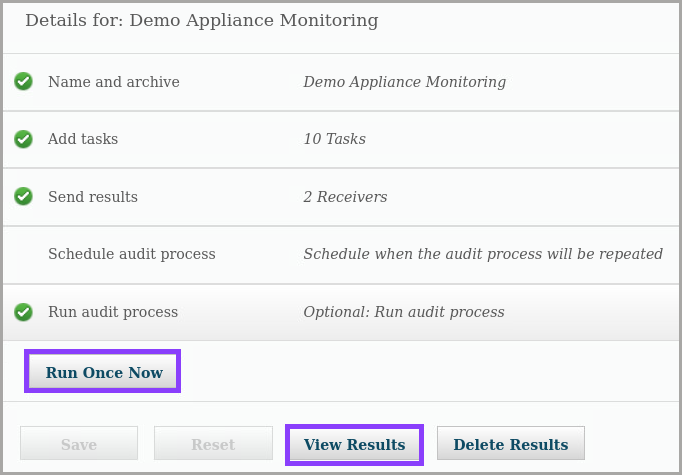 Details for: Demo Appliance Monitoring
Name and archive Demo Appliance Monitoring
Add tasks 10 Tasks
Send results 2 Receivers
Schedule audit process Schedule when the audit process will be repeated
Run audit process Optional: Run audit process
Run Once Now
Save Reset View Results Delete Results